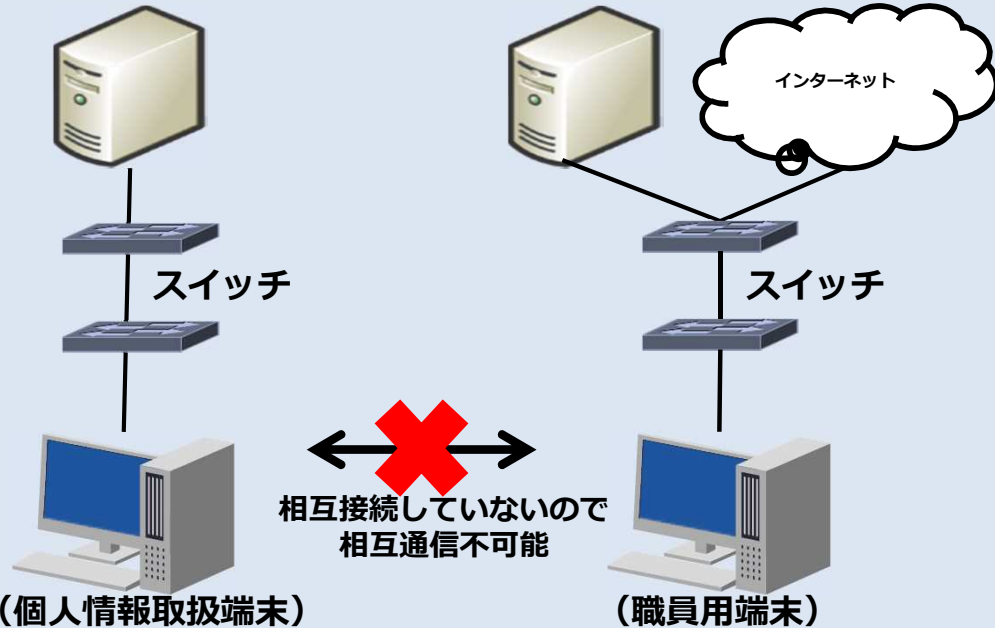 インターネット
スイッチ
スイッチ
相互接続していないので
相互通信不可能
（個人情報取扱端末）
（職員用端末）